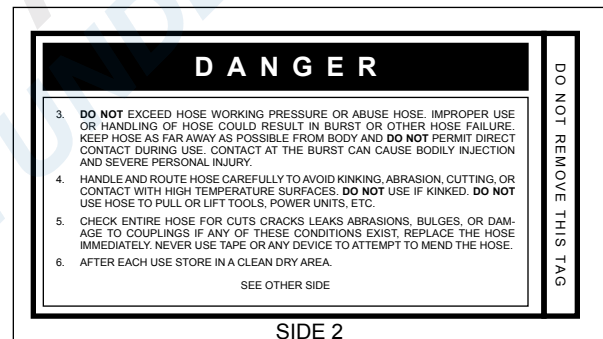 DANGER
3. DO NOT EXCEED HOSE WORKING PRESSURE OR ABUSE HOSE. IMPROPER USE
OR HANDLING OF HOSE COULD RESULT IN BURST OR OTHER HOSE FAILURE.
KEEP HOSE AS FAR AWAY AS POSSIBLE FROM BODY AND DO NOT PERMIT DIRECT
CONTACT DURING USE. CONTACT AT THE BURST CAN CAUSE BODILY INJECTION
AND SEVERE PERSONAL INJURY.
4. HANDLE AND ROUTE HOSE CAREFULLY TO AVOID KINKING, ABRASION, CUTTING, OR
CONTACT WITH HIGH TEMPERATURE SURFACES. DO NOT USE IF KINKED. DO NOT
USE HOSE TO PULL OR LIFT TOOLS, POWER UNITS, ETC.
5. CHECK ENTIRE HOSE FOR CUTS CRACKS LEAKS ABRASIONS, BULGES, OR DAM-
AGE TO COUPLINGS IF ANY OF THESE CONDITIONS EXIST, REPLACE THE HOSE
IMMEDIATELY. NEVER USE TAPE OR ANY DEVICE TO ATTEMPT TO MEND THE HOSE.
6. AFTER EACH USE STORE IN A CLEAN DRY AREA.
SEE OTHER SIDE
DO NOT REMOVE THIS TAG
SIDE 2